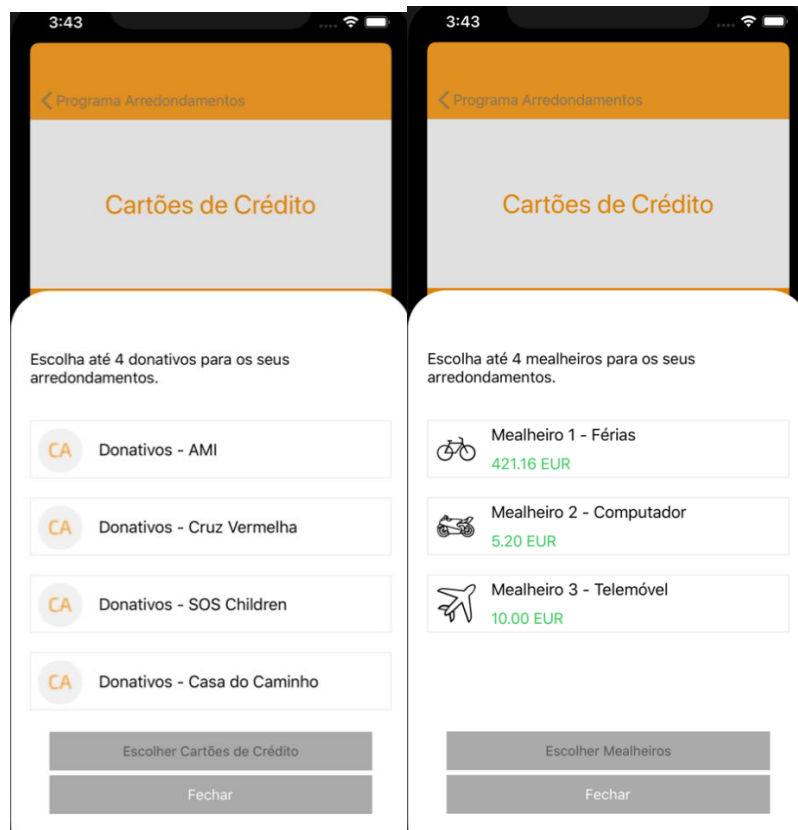 3:43
Programa Arredondamentos
Cartões de Crédito
Escolha até 4 donativos para os seus
arredondamentos.
CA
Donativos - AMI
CA
Donativos - Cruz Vermelha
CA
Donativos - SOS Children
CA
Donativos - Casa do Caminho
Escolher Cartões de Crédito
Fechar
3:43
Programa Arredondamentos
Cartões de Crédito
Escolha até 4 mealheiros para os seus
arredondamentos.
Mealheiro 1 - Férias
421.16 EUR
Mealheiro 2 - Computador
5.20 EUR
Mealheiro 3 - Telemóvel
10.00 EUR
Escolher Mealheiros
Fechar